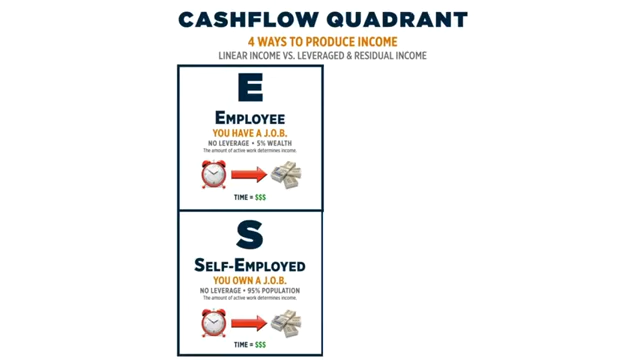 CASHFLOW QUADRANT
4 WAYS TO PRODUCE INCOME
LINEAR INCOME VS. LEVERAGED & RESIDUAL INCOME
E
EMPLOYEE
YOU HAVE A J.O.B.
NO LEVERAGE • 5% WEALTH
The amount of active work determines income.
TIME = $$$
S
SELF-EMPLOYED
YOU OWN A J.O.B.
NO LEVERAGE • 95% POPULATION
The amount of active work determines income.
TIME = $$$